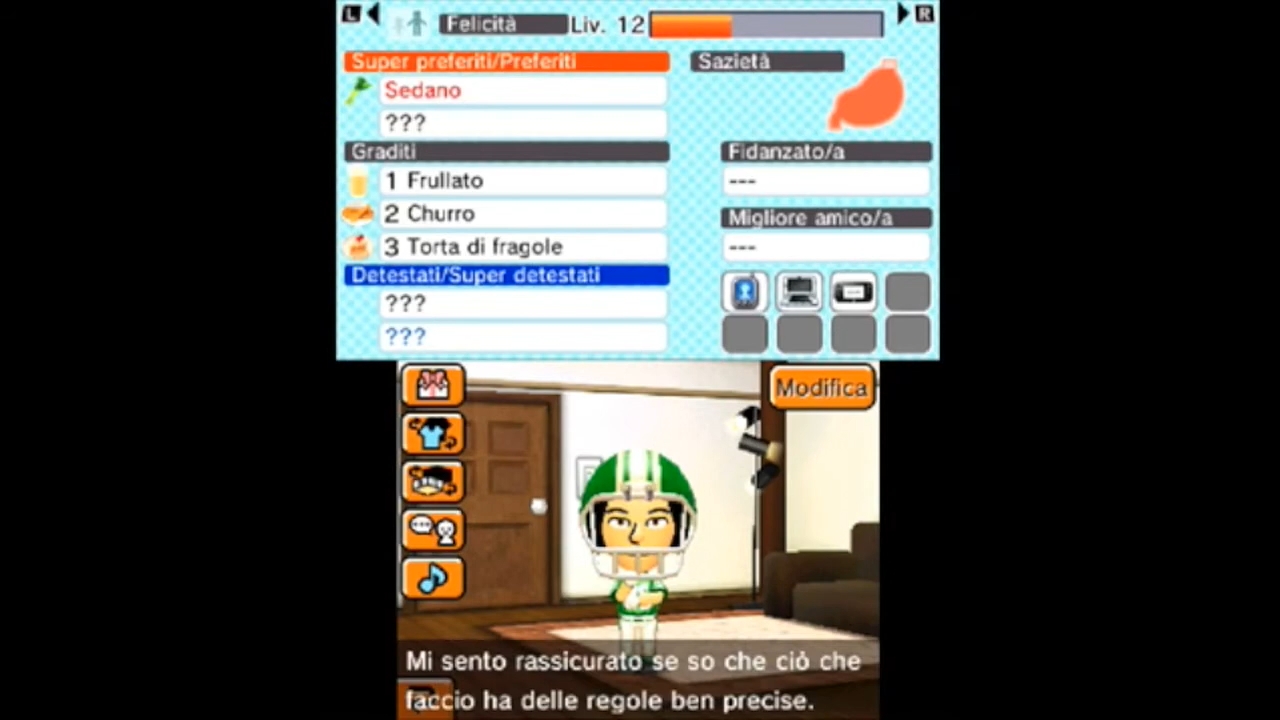 L R
Felicità Liv. 12
Super preferiti/Preferiti
Sedano
???
Graditi
1 Frullato
2 Churro
3 Torta di fragole
Detestati/Super detestati
???
???
Sazietà
Fidanzato/a
---
Migliore amico/a
---
Modifica
Mi sento rassicurato se so che ciò che
faccio ha delle regole ben precise.